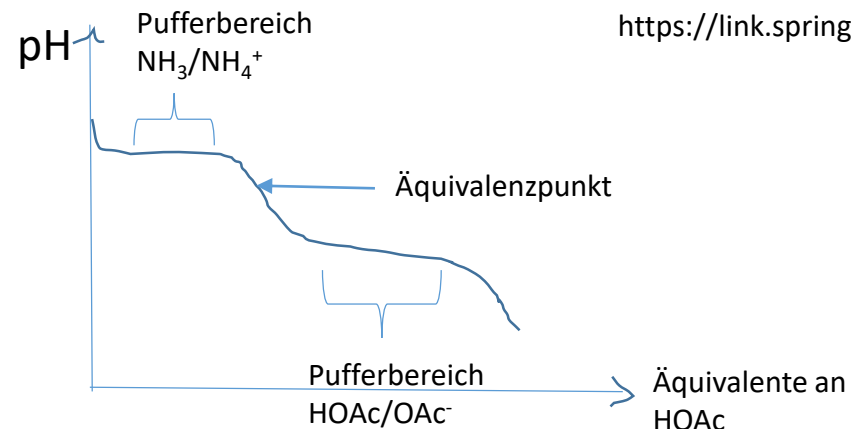 pH
Pufferbereich
NH₃/NH₄⁺
https://link.spring
Äquivalenzpunkt
Pufferbereich
HOAc/OAc⁻
Äquivalente an
HOAc